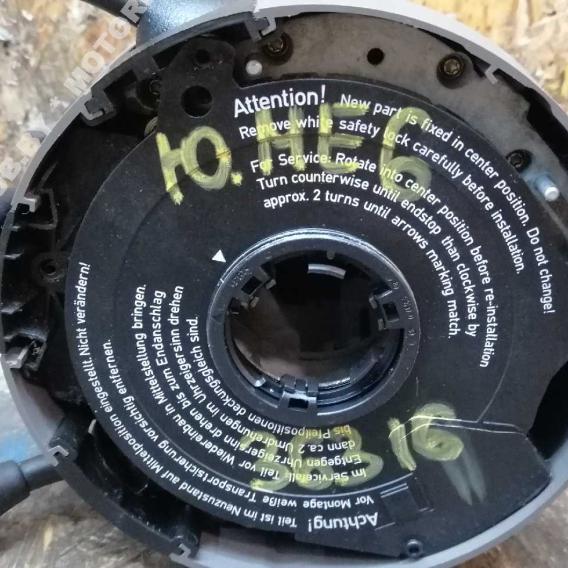 Attention! New part is fixed in center position. Do not change!
Remove white safety lock carefully before installation.
For Service: Rotate into center position before re-installation
Turn counterwise until endstop than clockwise by
approx. 2 turns until arrows marking match.
Ю.НЕБ
Achtung! Teil ist im Neuzustand auf Mittelposition eingestellt. Nicht verändern!
Vor Montage weiße Transportsicherung vorsichtig entfernen.
Im Servicefall Teil vor Wiedereinbau in Mittelstellung bringen.
Entgegen Uhrzeigersinn drehen bis zum Endanschlag
dann ca. 2 Umdrehungen im Uhrzeigersinn drehen
bis Pfeilpositionen deckungsgleich sind.